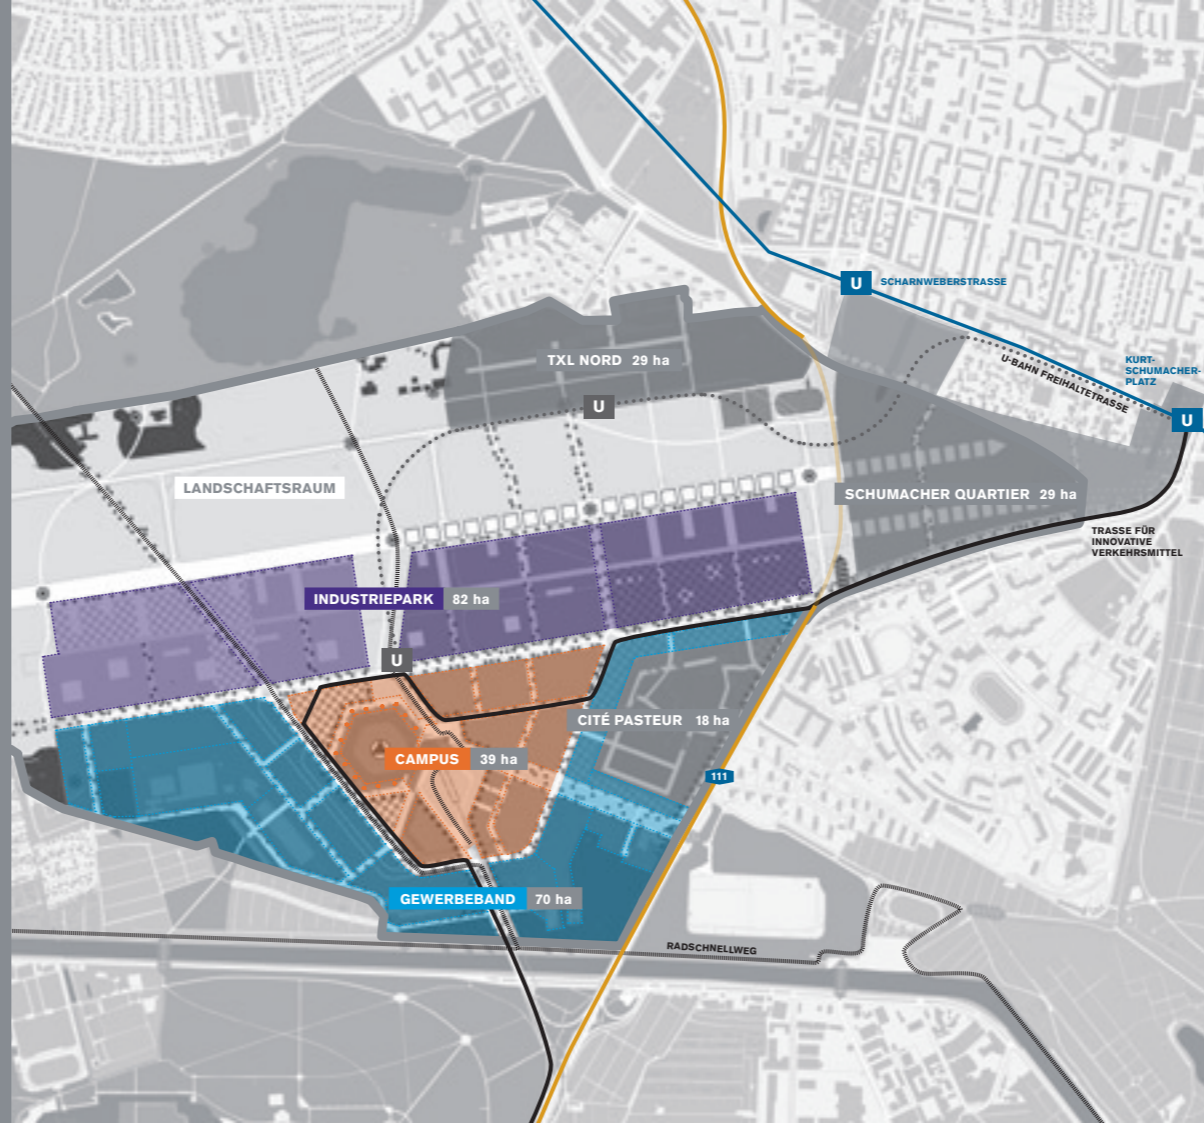 U
SCHARNWEBERSTRASSE
KURT-
SCHUMACHER-
PLATZ
U-BAHN FREIHALTETRASSE
TXL NORD 29 ha
U
U
LANDSCHAFTSRAUM
SCHUMACHER QUARTIER 29 ha
TRASSE FÜR
INNOVATIVE
VERKEHRSMITTEL
INDUSTRIEPARK 82 ha
U
CITÉ PASTEUR 18 ha
CAMPUS 39 ha
111
GEWERBEBAND 70 ha
RADSCHNELLWEG